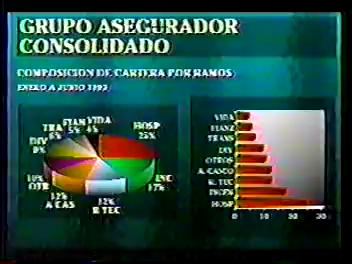 GRUPO ASEGURADOR
CONSOLIDADO
COMPOSICION DE CARTERA POR RAMOS
ENERO A JUNIO 1992
FIAN VIDA
TRA 5% 4%
6%
DIV
8%
HOSP
25%
10%
OTR
12%
A CAS
12%
R TEC
INC
17%
VIDA
FIANZ
TRANS
DIV
OTROS
A. CASCO
R. TEC
INCEN
HOSP
0 10 20 30